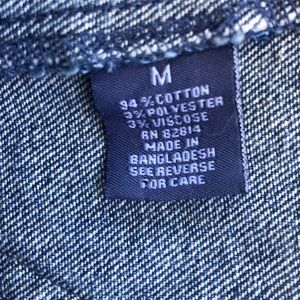 M
94 % COTTON
3% POLYESTER
3% VISCOSE
RN 82814
MADE IN
BANGLADESH
SEE REVERSE
FOR CARE